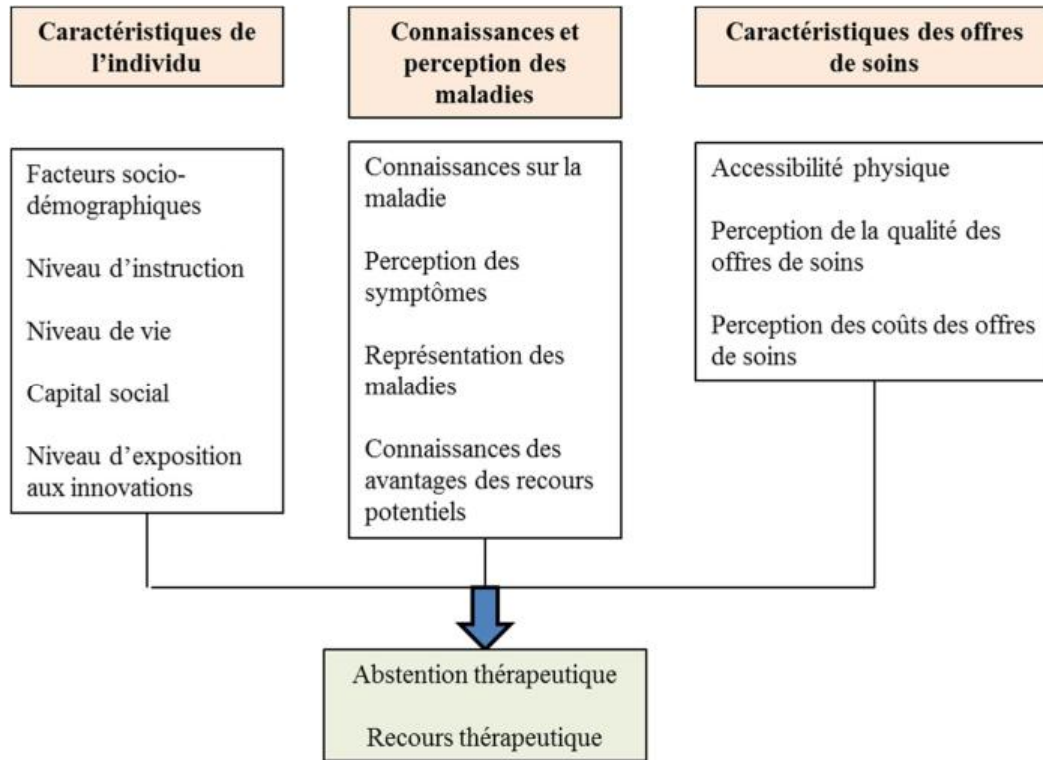 Caractéristiques de
l’individu
Connaissances et
perception des
maladies
Caractéristiques des offres
de soins
Facteurs socio-
démographiques
Niveau d’instruction
Niveau de vie
Capital social
Niveau d’exposition
aux innovations
Connaissances sur la
maladie
Perception des
symptômes
Représentation des
maladies
Connaissances des
avantages des recours
potentiels
Accessibilité physique
Perception de la qualité des
offres de soins
Perception des coûts des offres
de soins
Abstention thérapeutique
Recours thérapeutique